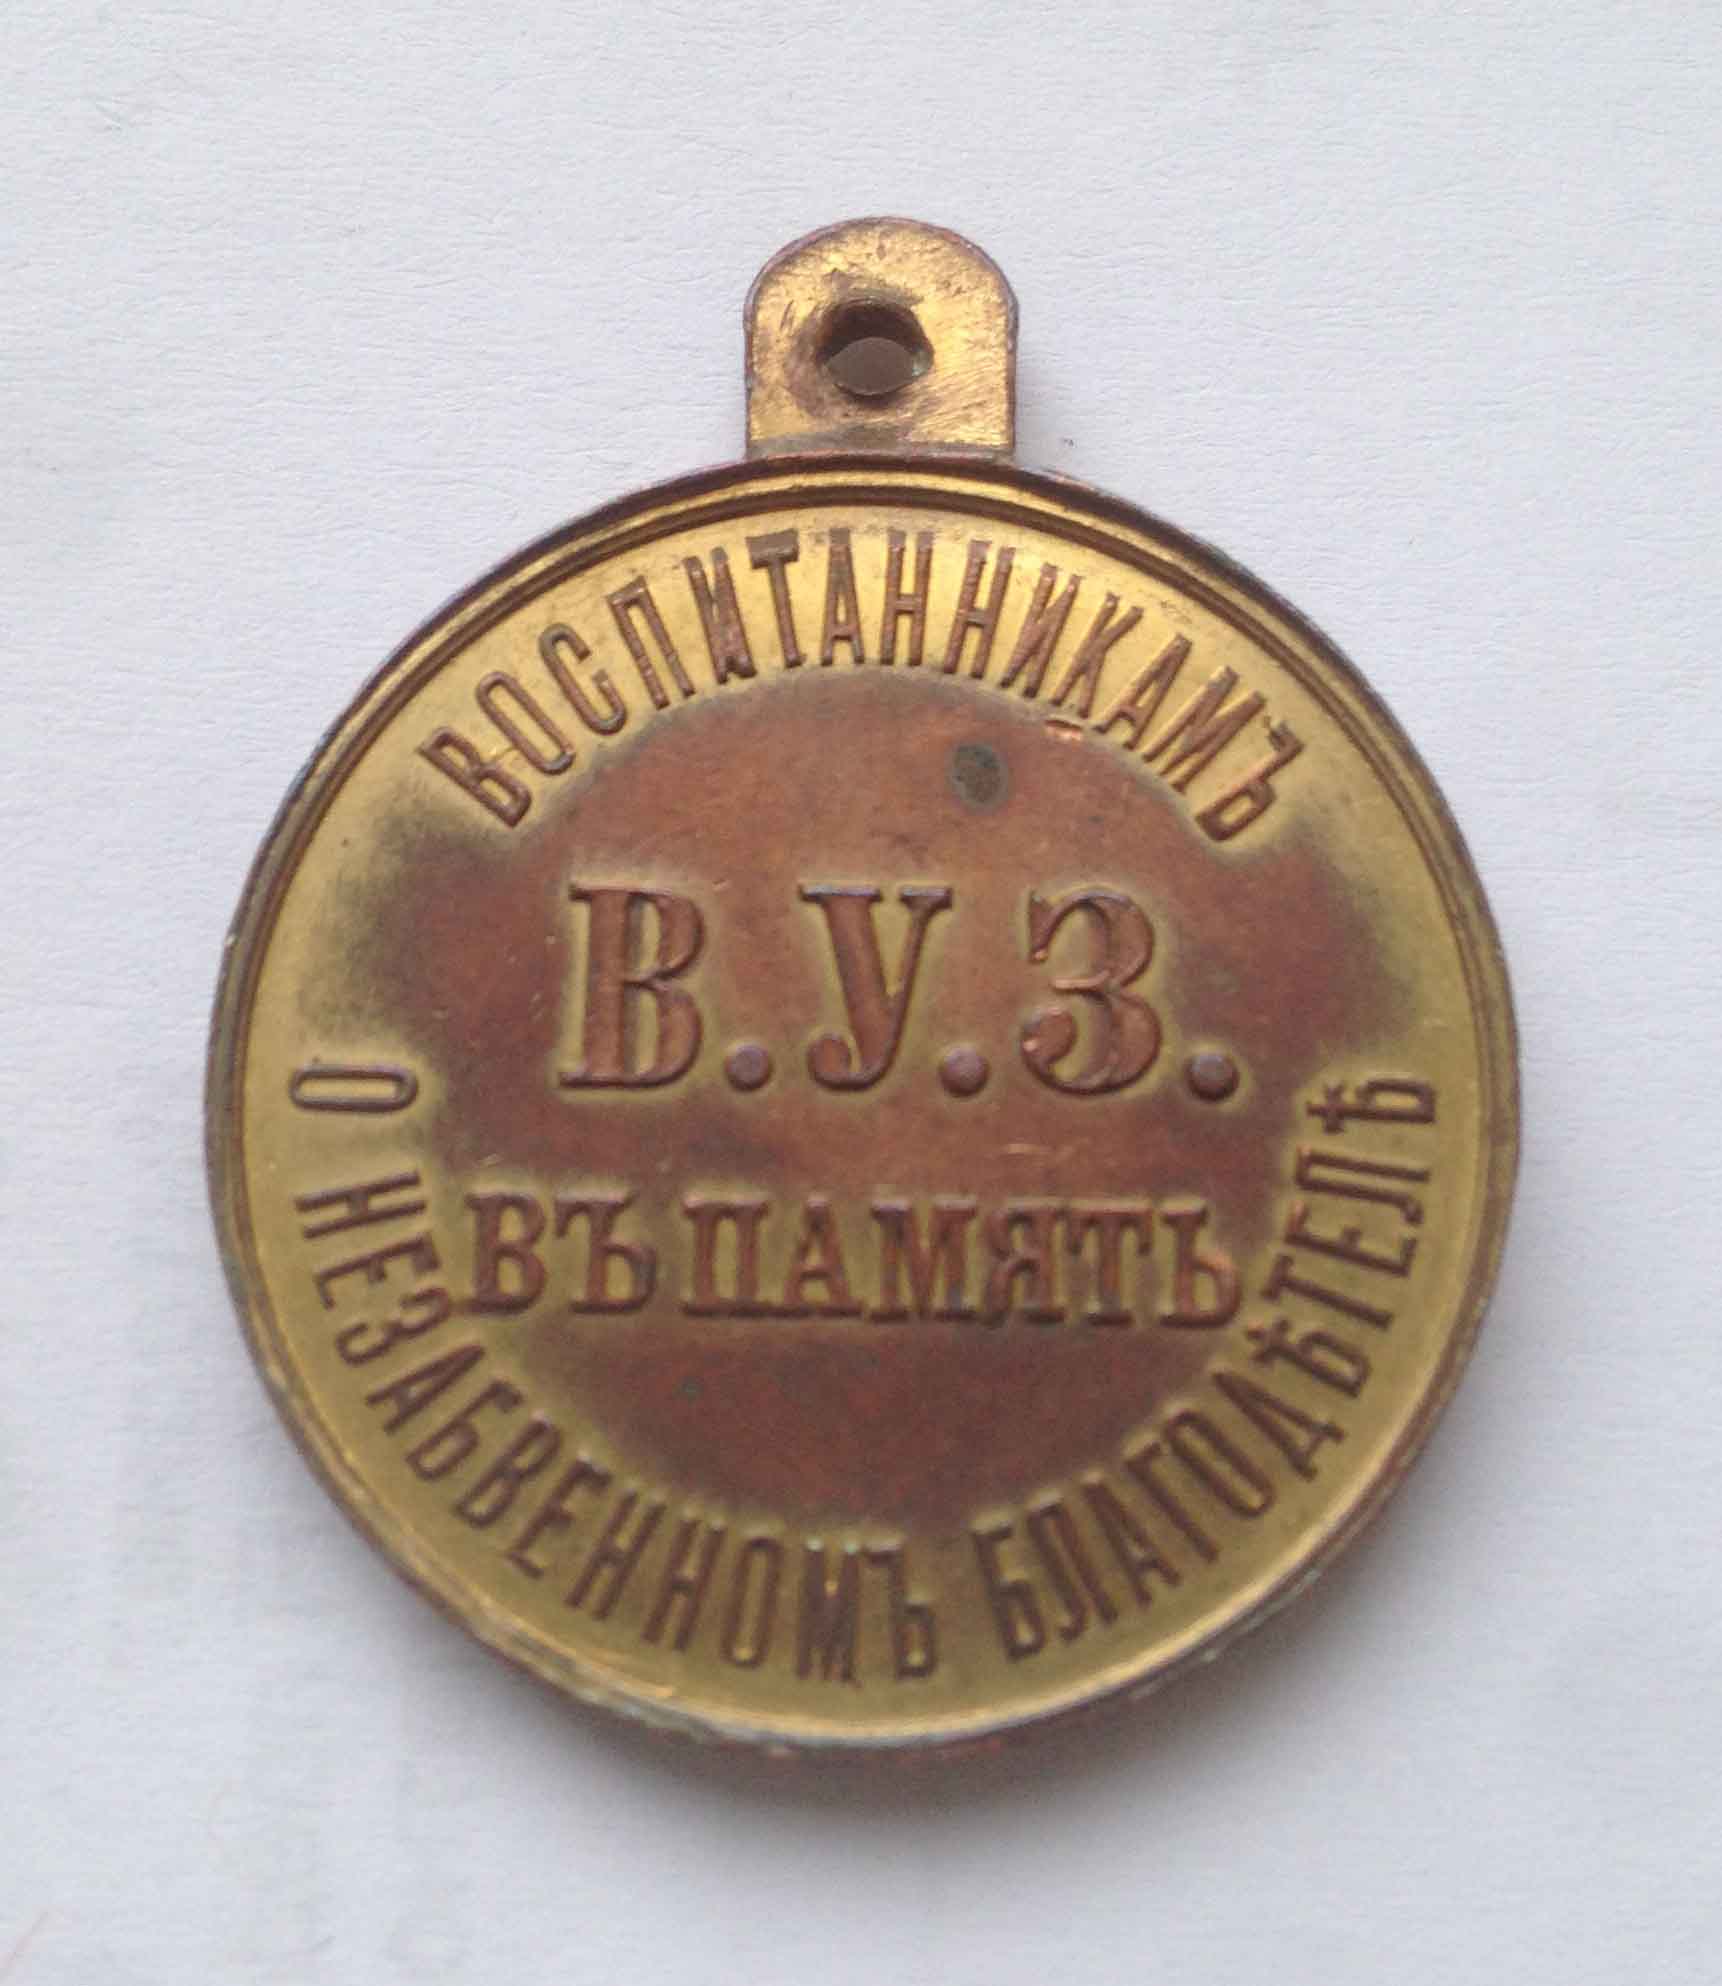 ВОСПИТАННИКАМЪ
В.У.З.
ВЪ ПАМЯТЬ
О НЕЗАБВЕННОМЪ БЛАГОДѢТЕЛѢ